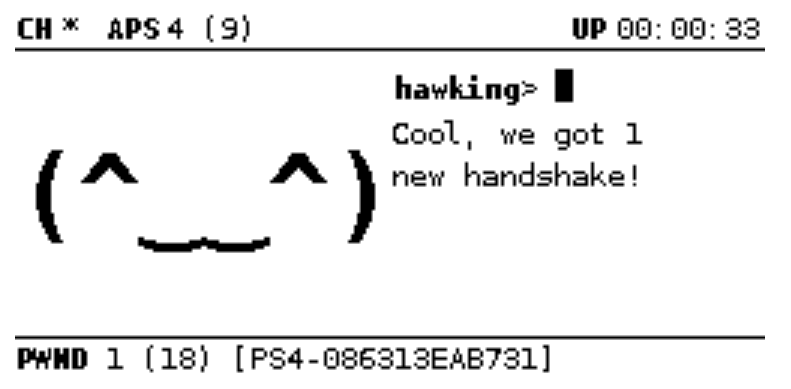 CH * APS 4 (9) UP 00:00:33
hawking> █
Cool, we got 1
new handshake!
(^‿‿^)
PWND 1 (18) [PS4-086313EAB731]